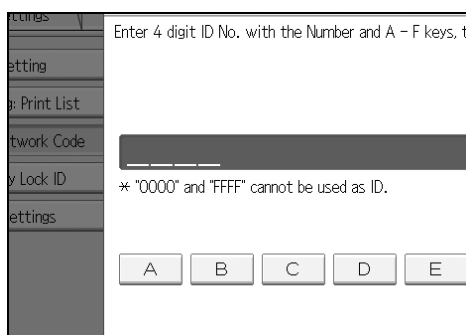 ttings
Enter 4 digit ID No. with the Number and A - F keys, t
etting
g: Print List
twork Code
y Lock ID
ettings
_ _ _ _
* "0000" and "FFFF" cannot be used as ID.
A B C D E